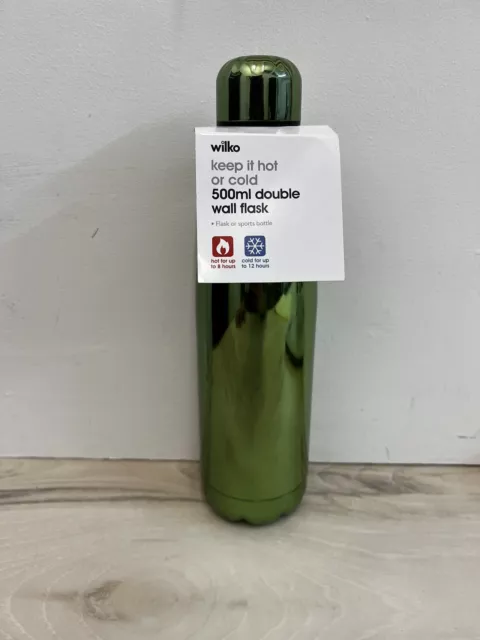 wilko
keep it hot
or cold
500ml double
wall flask
• Flask or sports bottle
hot for up
to 8 hours
cold for up
to 12 hours